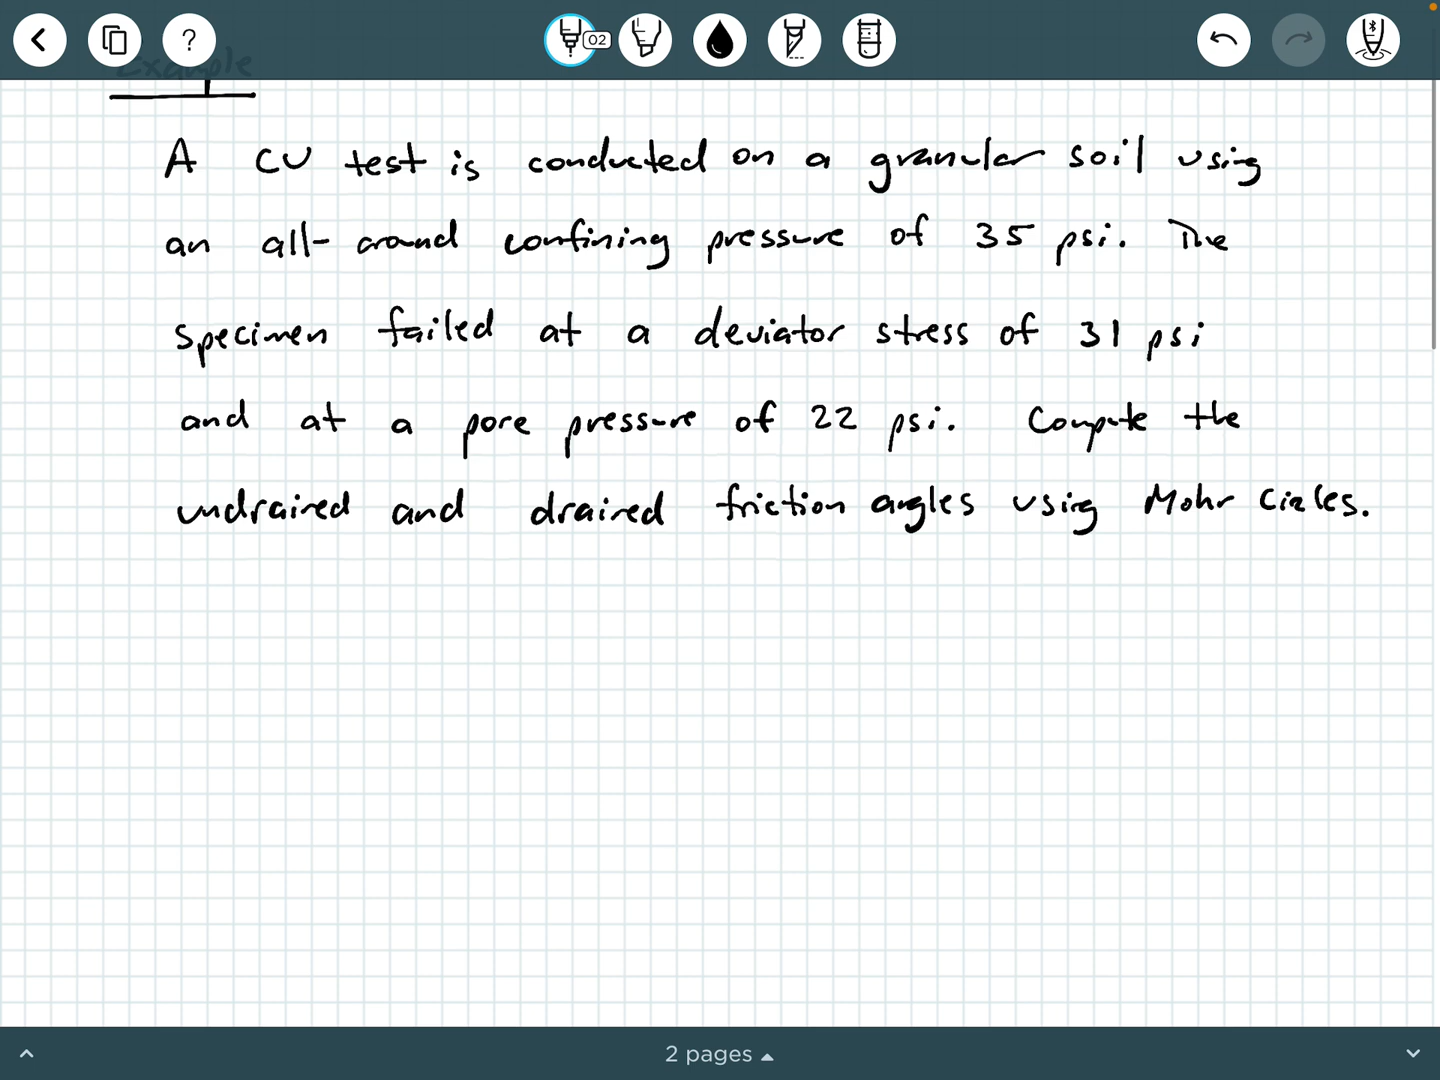 ?
02
Example
A CU test is conducted on a granular soil using
an all-around confining pressure of 35 psi. The
specimen failed at a deviator stress of 31 psi
and at a pore pressure of 22 psi. Compute the
undrained and drained friction angles using Mohr Circles.
2 pages